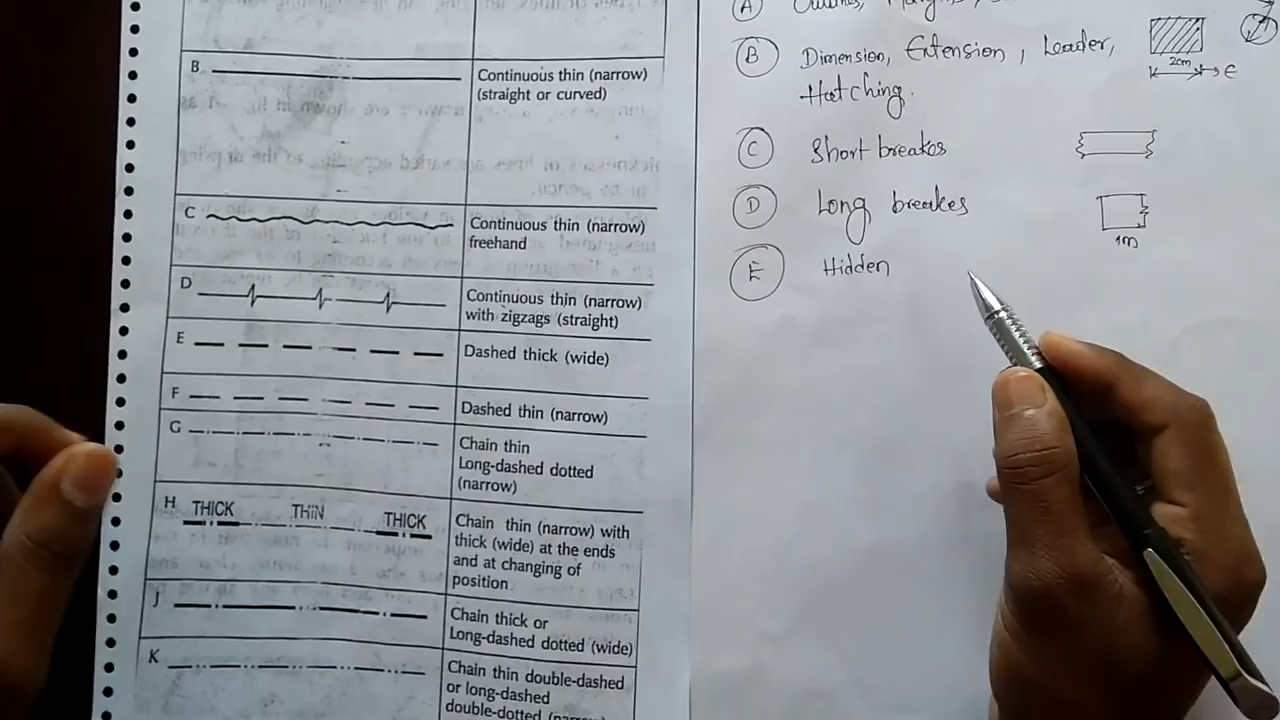 B
Continuous thin (narrow)
(straight or curved)
C
Continuous thin (narrow)
freehand
D
Continuous thin (narrow)
with zigzags (straight)
E
Dashed thick (wide)
F
Dashed thin (narrow)
G
Chain thin
Long-dashed dotted
(narrow)
H
THICK THIN THICK
Chain thin (narrow) with
thick (wide) at the ends
and at changing of
position
J
Chain thick or
Long-dashed dotted (wide)
K
Chain thin double-dashed
or long-dashed
double-dotted
A
B Dimension, Extension, Leader,
Hatching.
2cm
C Short breakes
D Long breakes
1m
E Hidden